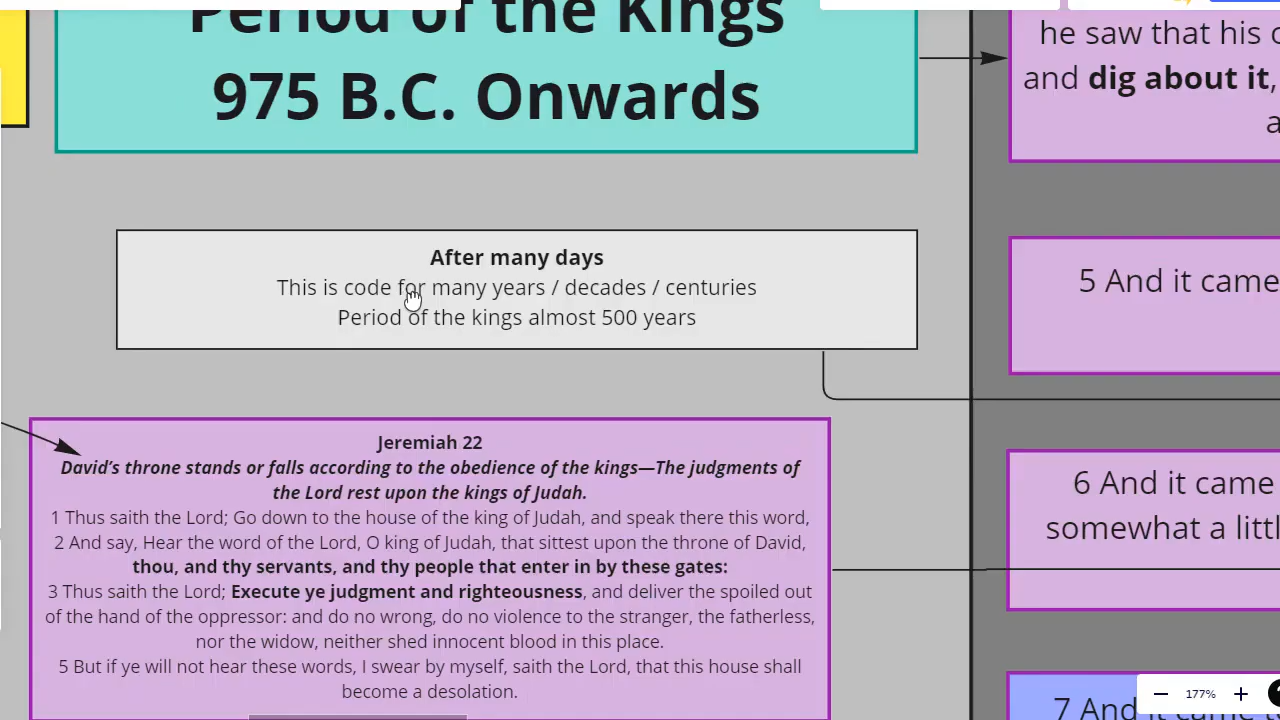 Period of the Kings
975 B.C. Onwards
After many days
This is code for many years / decades / centuries
Period of the kings almost 500 years
Jeremiah 22
David's throne stands or falls according to the obedience of the kings—The judgments of
the Lord rest upon the kings of Judah.
1 Thus saith the Lord; Go down to the house of the king of Judah, and speak there this word,
2 And say, Hear the word of the Lord, O king of Judah, that sittest upon the throne of David,
thou, and thy servants, and thy people that enter in by these gates:
3 Thus saith the Lord; Execute ye judgment and righteousness, and deliver the spoiled out
of the hand of the oppressor: and do no wrong, do no violence to the stranger, the fatherless,
nor the widow, neither shed innocent blood in this place.
5 But if ye will not hear these words, I swear by myself, saith the Lord, that this house shall
become a desolation.
he saw that his
and dig about it,
5 And it came
6 And it came
somewhat a
7 And it came
177%